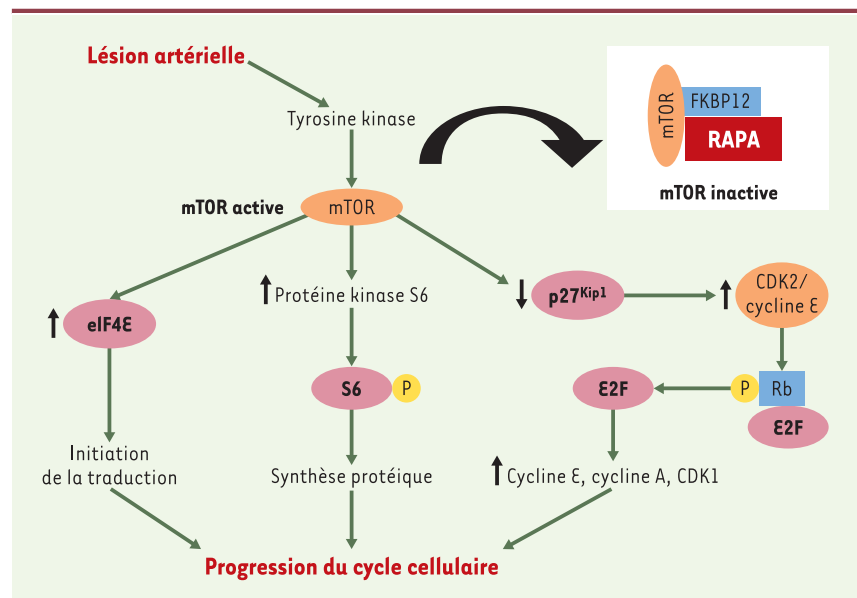 Lésion artérielle
Tyrosine kinase
mTOR
FKBP12
RAPA
mTOR inactive
mTOR active
mTOR
Protéine kinase S6
p27Kip1
CDK2/
cycline E
eIF4E
S6
P
E2F
P
Rb
E2F
Initiation
de la traduction
Synthèse protéique
Cycline E, cycline A, CDK1
Progression du cycle cellulaire